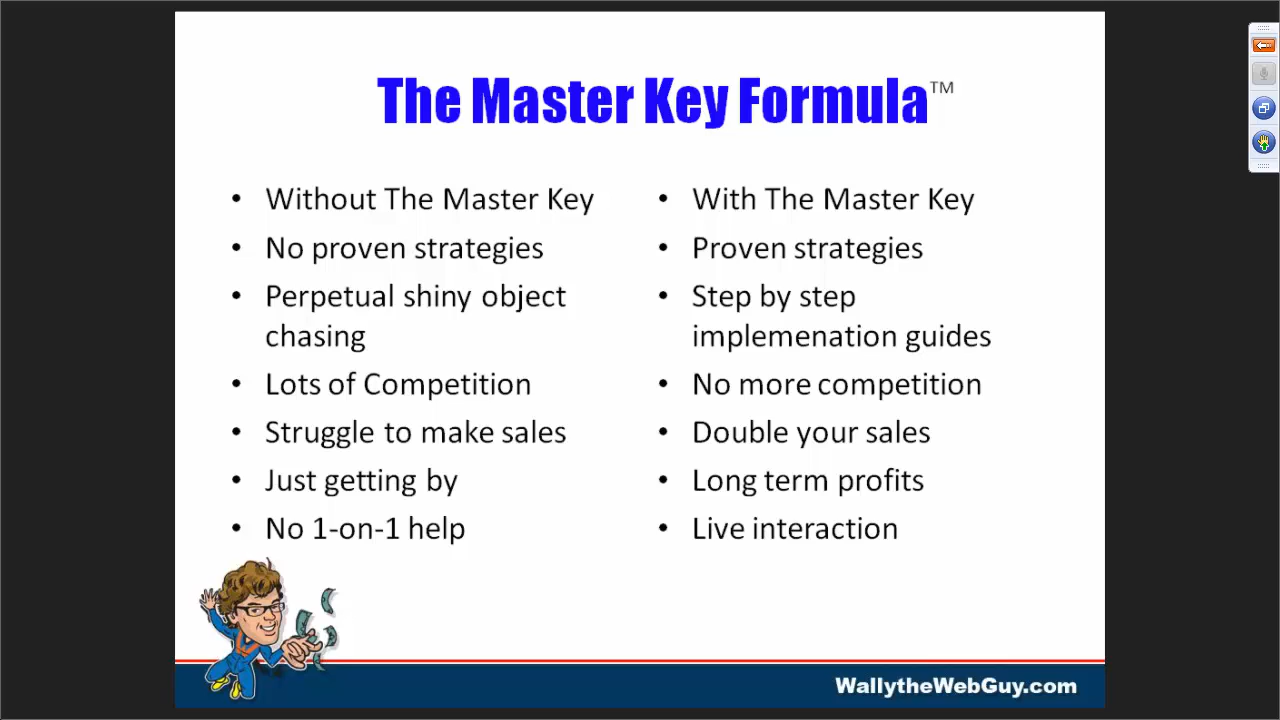 The Master Key Formula™
Without The Master Key
No proven strategies
Perpetual shiny object
chasing
Lots of Competition
Struggle to make sales
Just getting by
No 1-on-1 help
With The Master Key
Proven strategies
Step by step
implemenation guides
No more competition
Double your sales
Long term profits
Live interaction
WallytheWebGuy.com